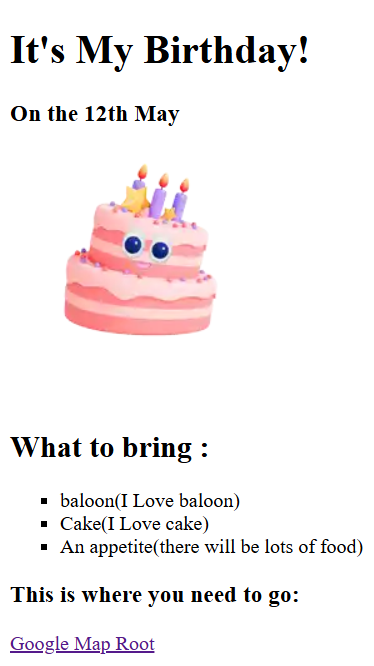 It's My Birthday!
On the 12th May
What to bring :
baloon(I Love baloon)
Cake(I Love cake)
An appetite(there will be lots of food)
This is where you need to go:
Google Map Root